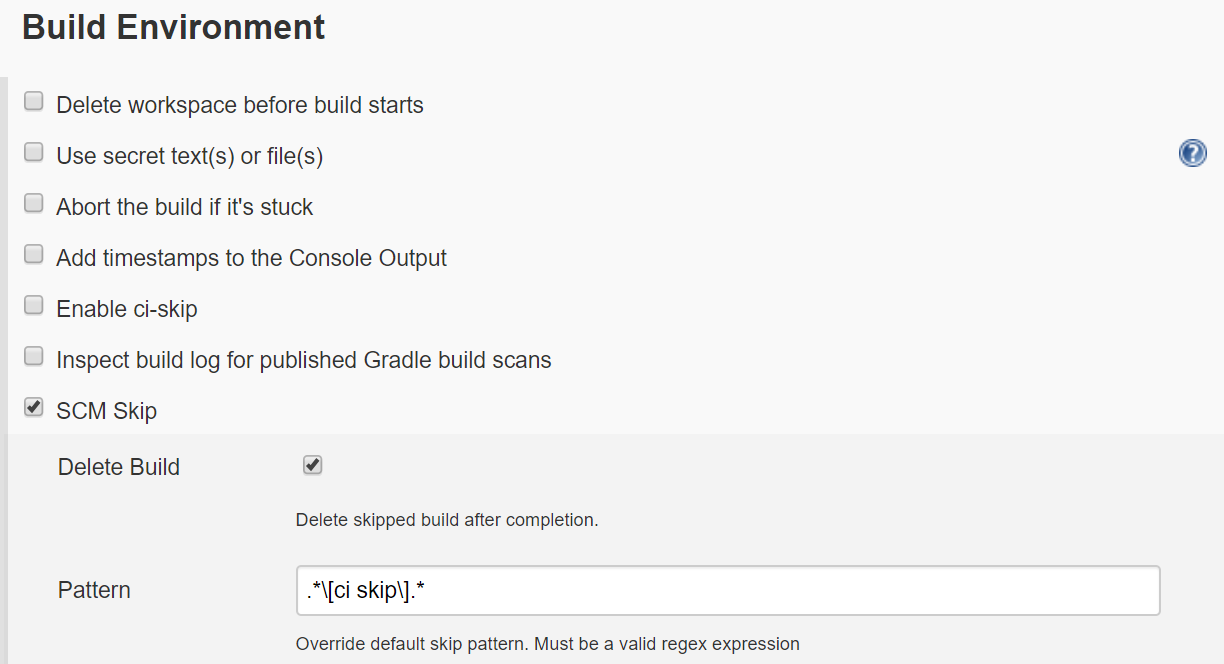 Build Environment
Delete workspace before build starts
Use secret text(s) or file(s)
?
Abort the build if it's stuck
Add timestamps to the Console Output
Enable ci-skip
Inspect build log for published Gradle build scans
SCM Skip
Delete Build
Delete skipped build after completion.
Pattern
.*\[ci skip\].*
Override default skip pattern. Must be a valid regex expression